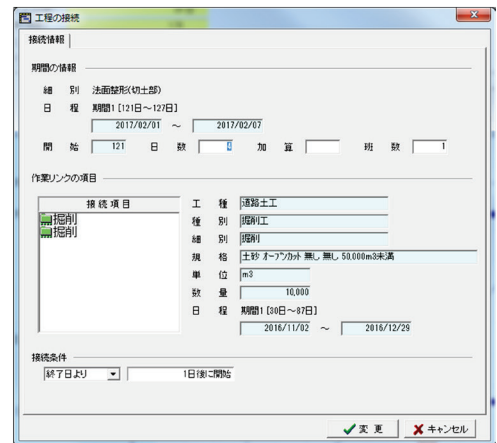 工程の接続
接続情報
期間の情報
細 別 法面整形(切土部)
日 程 期間1 [121日～127日]
2017/02/01 ～ 2017/02/07
開 始 121 日 数 4 加 算 班 数 1
作業リンクの項目
接続項目
掘削
掘削
工 種 道路土工
種 別 掘削工
細 別 掘削
規 格 土砂 オープンカット 無し 無し 50,000m3未満
単 位 m3
数 量 10,000
日 程 期間1 [30日～87日]
2016/11/02 ～ 2016/12/29
接続条件
終了日より 1日後に開始
変 更 キャンセル